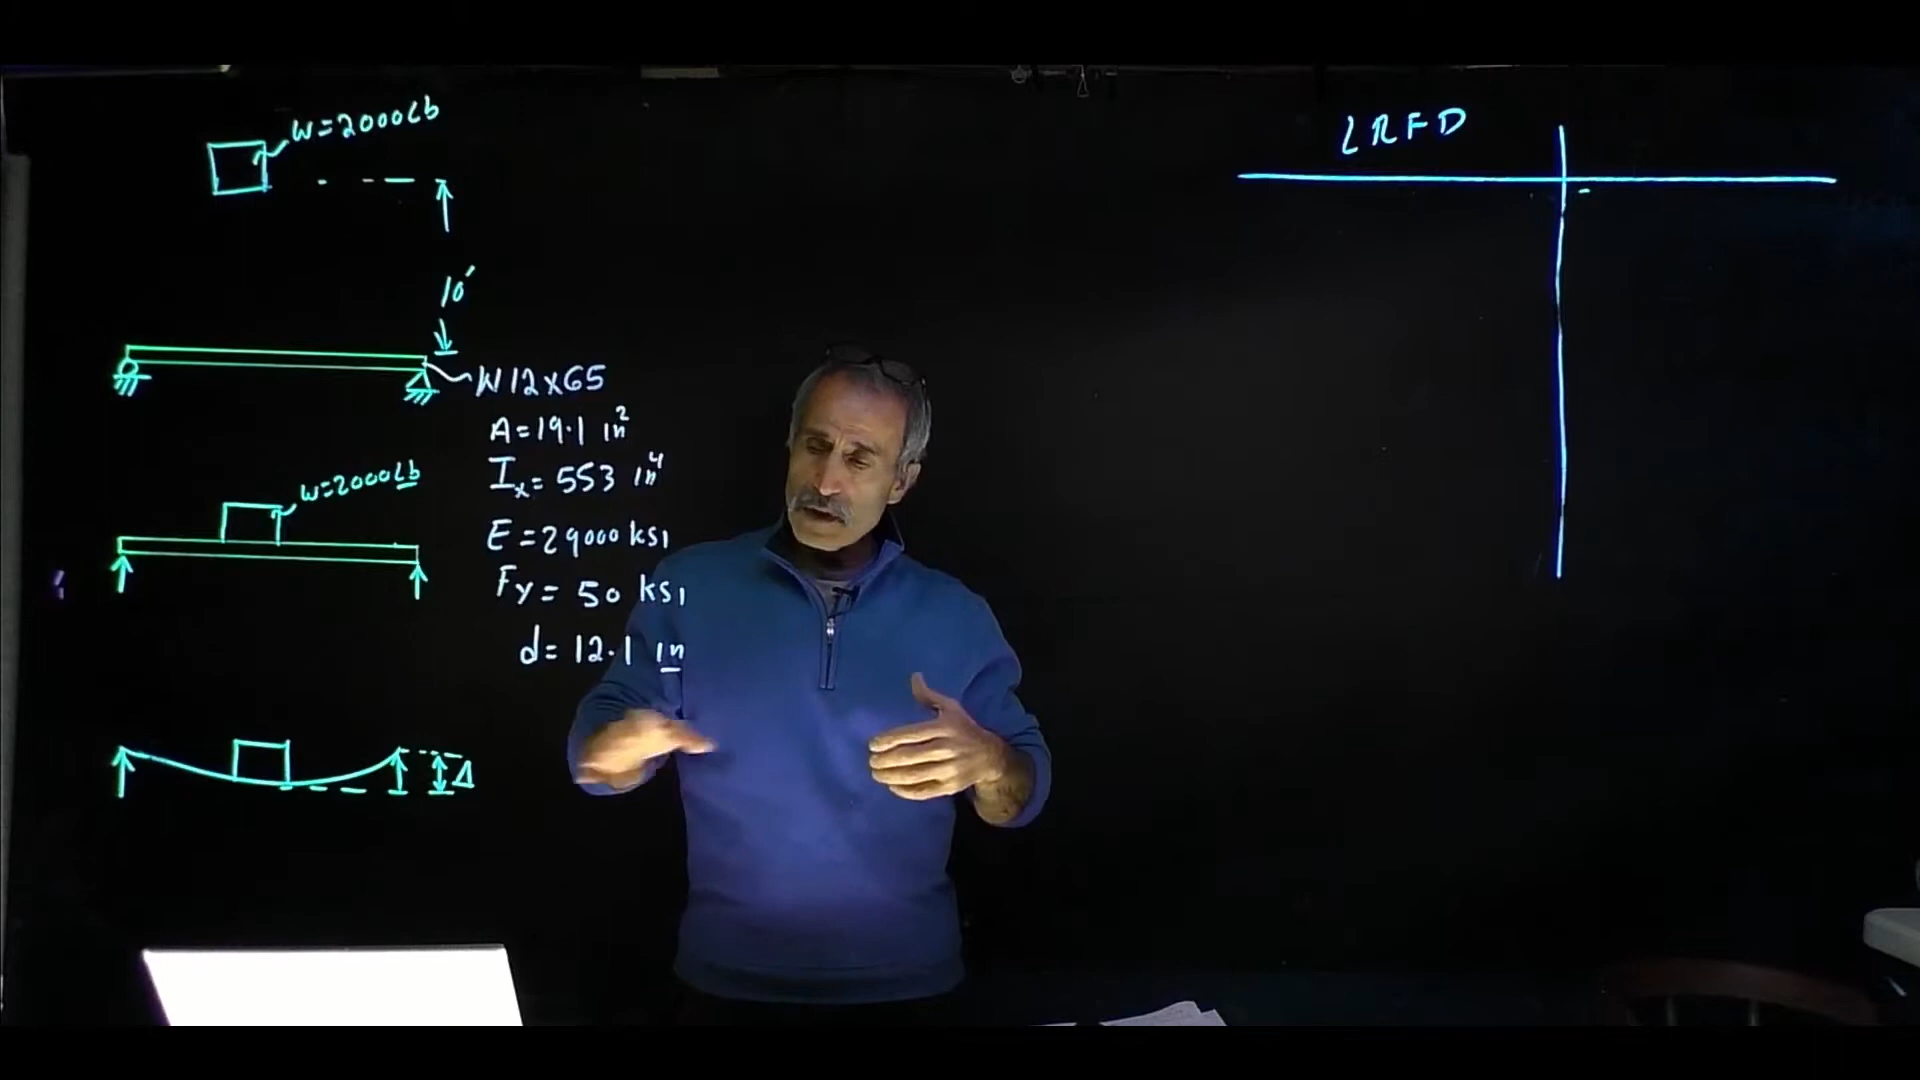 W=2000Lb
10'
W12x65
A=19.1 in²
Ix=553 in⁴
W=2000Lb
E=29000 ksi
Fy=50 ksi
d=12.1 in
Δ
LRFD